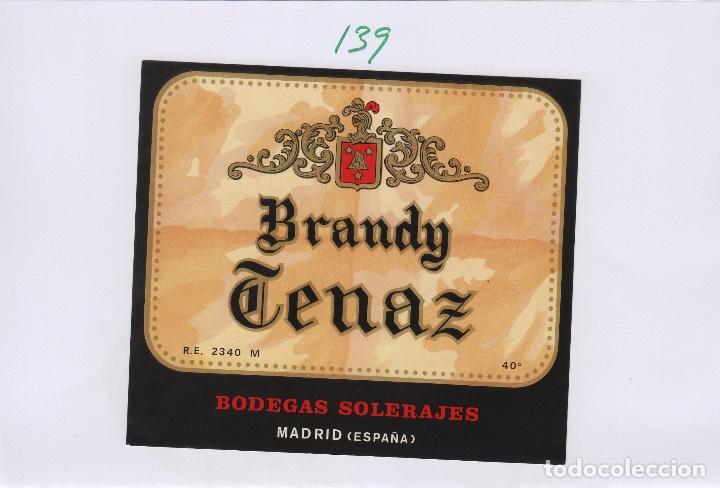 139
Brandy
Tenaz
R.E. 2340 M
40°
BODEGAS SOLERAJES
MADRID (ESPAÑA)
todocoleccion